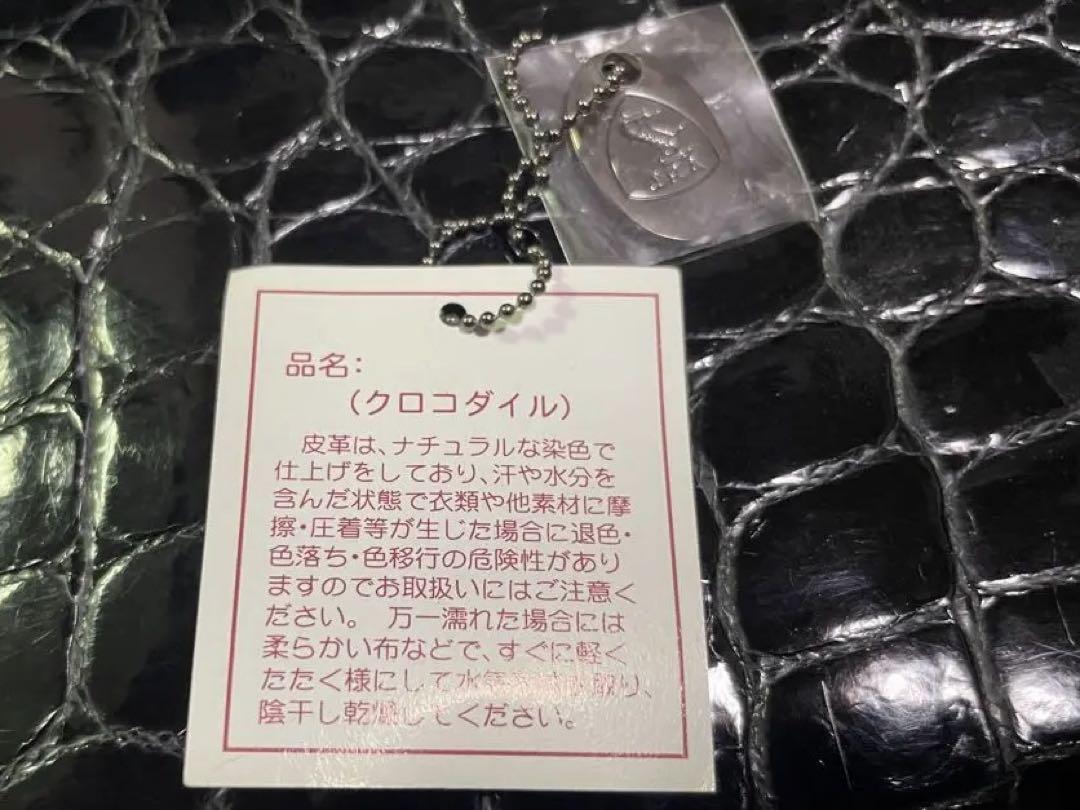 品名：
（クロコダイル）
皮革は、ナチュラルな染色で
仕上げをしており、汗や水分を
含んだ状態で衣類や他素材に摩
擦・圧着等が生じた場合に退色・
色落ち・色移行の危険性があり
ますのでお取扱いにはご注意く
ださい。 万一濡れた場合には
柔らかい布などで、すぐに軽く
たたく様にして水気 取り、
陰干し乾燥してください。